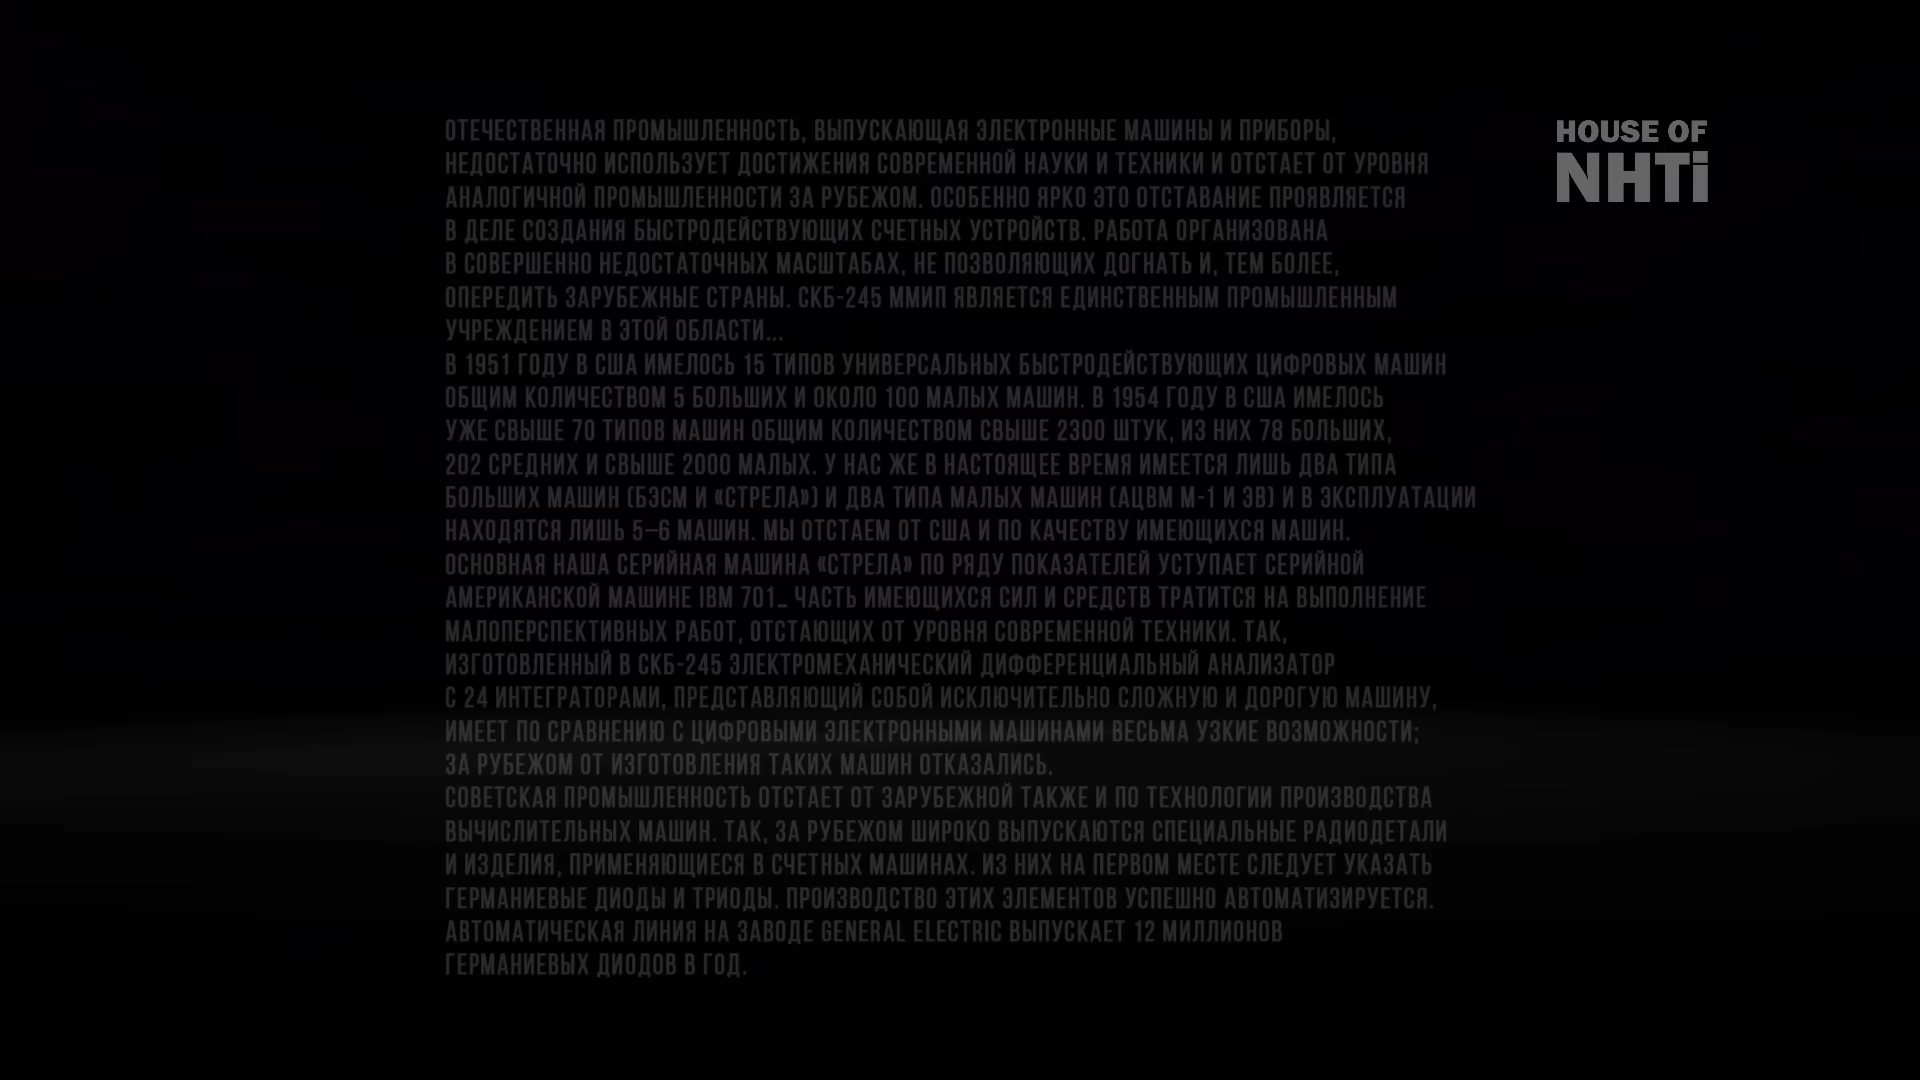 ОТЕЧЕСТВЕННАЯ ПРОМЫШЛЕННОСТЬ, ВЫПУСКАЮЩАЯ ЭЛЕКТРОННЫЕ МАШИНЫ И ПРИБОРЫ,
НЕДОСТАТОЧНО ИСПОЛЬЗУЕТ ДОСТИЖЕНИЯ СОВРЕМЕННОЙ НАУКИ И ТЕХНИКИ И ОТСТАЕТ ОТ УРОВНЯ
АНАЛОГИЧНОЙ ПРОМЫШЛЕННОСТИ ЗА РУБЕЖОМ. ОСОБЕННО ЯРКО ЭТО ОТСТАВАНИЕ ПРОЯВЛЯЕТСЯ
В ДЕЛЕ СОЗДАНИЯ БЫСТРОДЕЙСТВУЮЩИХ СЧЕТНЫХ УСТРОЙСТВ. РАБОТА ОРГАНИЗОВАНА
В СОВЕРШЕННО НЕДОСТАТОЧНЫХ МАСШТАБАХ, НЕ ПОЗВОЛЯЮЩИХ ДОГНАТЬ И, ТЕМ БОЛЕЕ,
ОПЕРЕДИТЬ ЗАРУБЕЖНЫЕ СТРАНЫ. СКБ-245 ММИП ЯВЛЯЕТСЯ ЕДИНСТВЕННЫМ ПРОМЫШЛЕННЫМ
УЧРЕЖДЕНИЕМ В ЭТОЙ ОБЛАСТИ...
В 1951 ГОДУ В США ИМЕЛОСЬ 15 ТИПОВ УНИВЕРСАЛЬНЫХ БЫСТРОДЕЙСТВУЮЩИХ ЦИФРОВЫХ МАШИН
ОБЩИМ КОЛИЧЕСТВОМ 5 БОЛЬШИХ И ОКОЛО 100 МАЛЫХ МАШИН. В 1954 ГОДУ В США ИМЕЛОСЬ
УЖЕ СВЫШЕ 70 ТИПОВ МАШИН ОБЩИМ КОЛИЧЕСТВОМ СВЫШЕ 2300 ШТУК, ИЗ НИХ 78 БОЛЬШИХ,
202 СРЕДНИХ И СВЫШЕ 2000 МАЛЫХ. У НАС ЖЕ В НАСТОЯЩЕЕ ВРЕМЯ ИМЕЕТСЯ ЛИШЬ ДВА ТИПА
БОЛЬШИХ МАШИН (БЭСМ И «СТРЕЛА») И ДВА ТИПА МАЛЫХ МАШИН (АЦВМ М-1 И ЭВ) И В ЭКСПЛУАТАЦИИ
НАХОДЯТСЯ ЛИШЬ 5–6 МАШИН. МЫ ОТСТАЕМ ОТ США И ПО КАЧЕСТВУ ИМЕЮЩИХСЯ МАШИН.
ОСНОВНАЯ НАША СЕРИЙНАЯ МАШИНА «СТРЕЛА» ПО РЯДУ ПОКАЗАТЕЛЕЙ УСТУПАЕТ СЕРИЙНОЙ
АМЕРИКАНСКОЙ МАШИНЕ IBM 701… ЧАСТЬ ИМЕЮЩИХСЯ СИЛ И СРЕДСТВ ТРАТИТСЯ НА ВЫПОЛНЕНИЕ
МАЛОПЕРСПЕКТИВНЫХ РАБОТ, ОТСТАЮЩИХ ОТ УРОВНЯ СОВРЕМЕННОЙ ТЕХНИКИ. ТАК,
ИЗГОТОВЛЕННЫЙ В СКБ-245 ЭЛЕКТРОМЕХАНИЧЕСКИЙ ДИФФЕРЕНЦИАЛЬНЫЙ АНАЛИЗАТОР
С 24 ИНТЕГРАТОРАМИ, ПРЕДСТАВЛЯЮЩИЙ СОБОЙ ИСКЛЮЧИТЕЛЬНО СЛОЖНУЮ И ДОРОГУЮ МАШИНУ,
ИМЕЕТ ПО СРАВНЕНИЮ С ЦИФРОВЫМИ ЭЛЕКТРОННЫМИ МАШИНАМИ ВЕСЬМА УЗКИЕ ВОЗМОЖНОСТИ;
ЗА РУБЕЖОМ ОТ ИЗГОТОВЛЕНИЯ ТАКИХ МАШИН ОТКАЗАЛИСЬ.
СОВЕТСКАЯ ПРОМЫШЛЕННОСТЬ ОТСТАЕТ ОТ ЗАРУБЕЖНОЙ ТАКЖЕ И ПО ТЕХНОЛОГИИ ПРОИЗВОДСТВА
ВЫЧИСЛИТЕЛЬНЫХ МАШИН. ТАК, ЗА РУБЕЖОМ ШИРОКО ВЫПУСКАЮТСЯ СПЕЦИАЛЬНЫЕ РАДИОДЕТАЛИ
И ИЗДЕЛИЯ, ПРИМЕНЯЮЩИЕСЯ В СЧЕТНЫХ МАШИНАХ. ИЗ НИХ НА ПЕРВОМ МЕСТЕ СЛЕДУЕТ УКАЗАТЬ
ГЕРМАНИЕВЫЕ ДИОДЫ И ТРИОДЫ. ПРОИЗВОДСТВО ЭТИХ ЭЛЕМЕНТОВ УСПЕШНО АВТОМАТИЗИРУЕТСЯ.
АВТОМАТИЧЕСКАЯ ЛИНИЯ НА ЗАВОДЕ GENERAL ELECTRIC ВЫПУСКАЕТ 12 МИЛЛИОНОВ
ГЕРМАНИЕВЫХ ДИОДОВ В ГОД.
HOUSE OF
NHTi